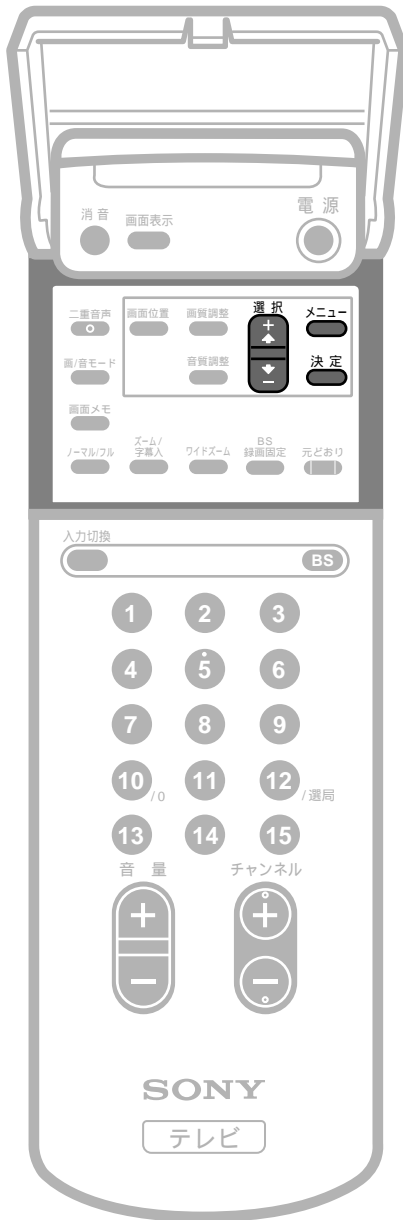 消音 画面表示 電源
二重音声 画面位置 画質調整 選択 メニュー
+
画/音モード 音質調整 決定
−
画面メモ
ノーマル/フル ズーム/字幕入 ワイドズーム BS録画固定 元どおり
入力切換
BS
1 2 3
4 5 6
7 8 9
10/0 11 12/選局
13 14 15
音量 チャンネル
+ +
− −
SONY
テレビ